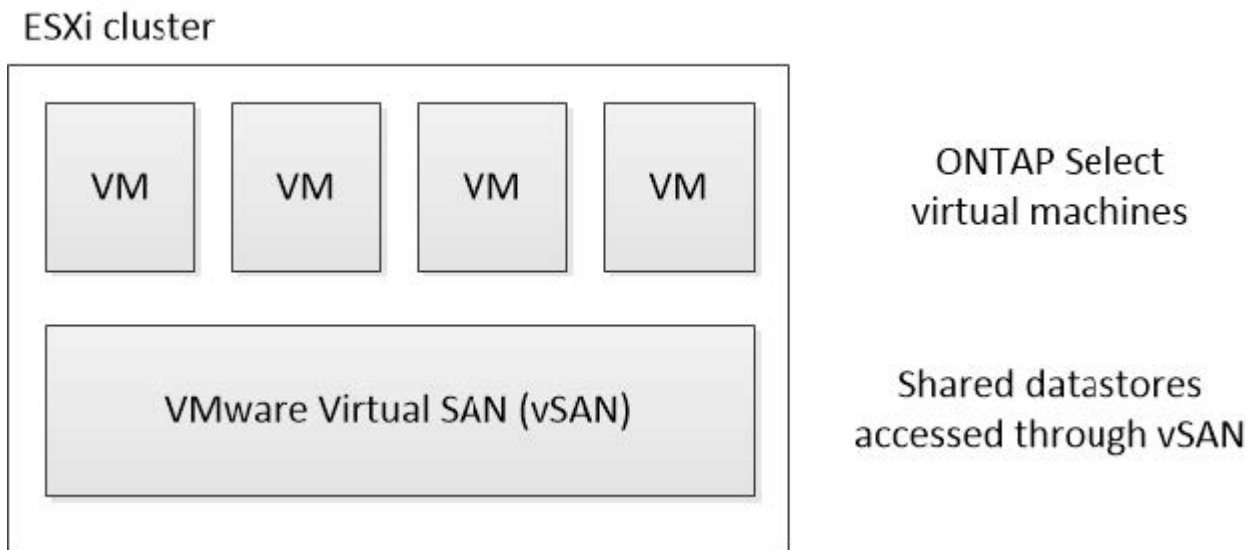 ESXi cluster
VM VM VM VM
ONTAP Select
virtual machines
VMware Virtual SAN (vSAN)
Shared datastores
accessed through vSAN